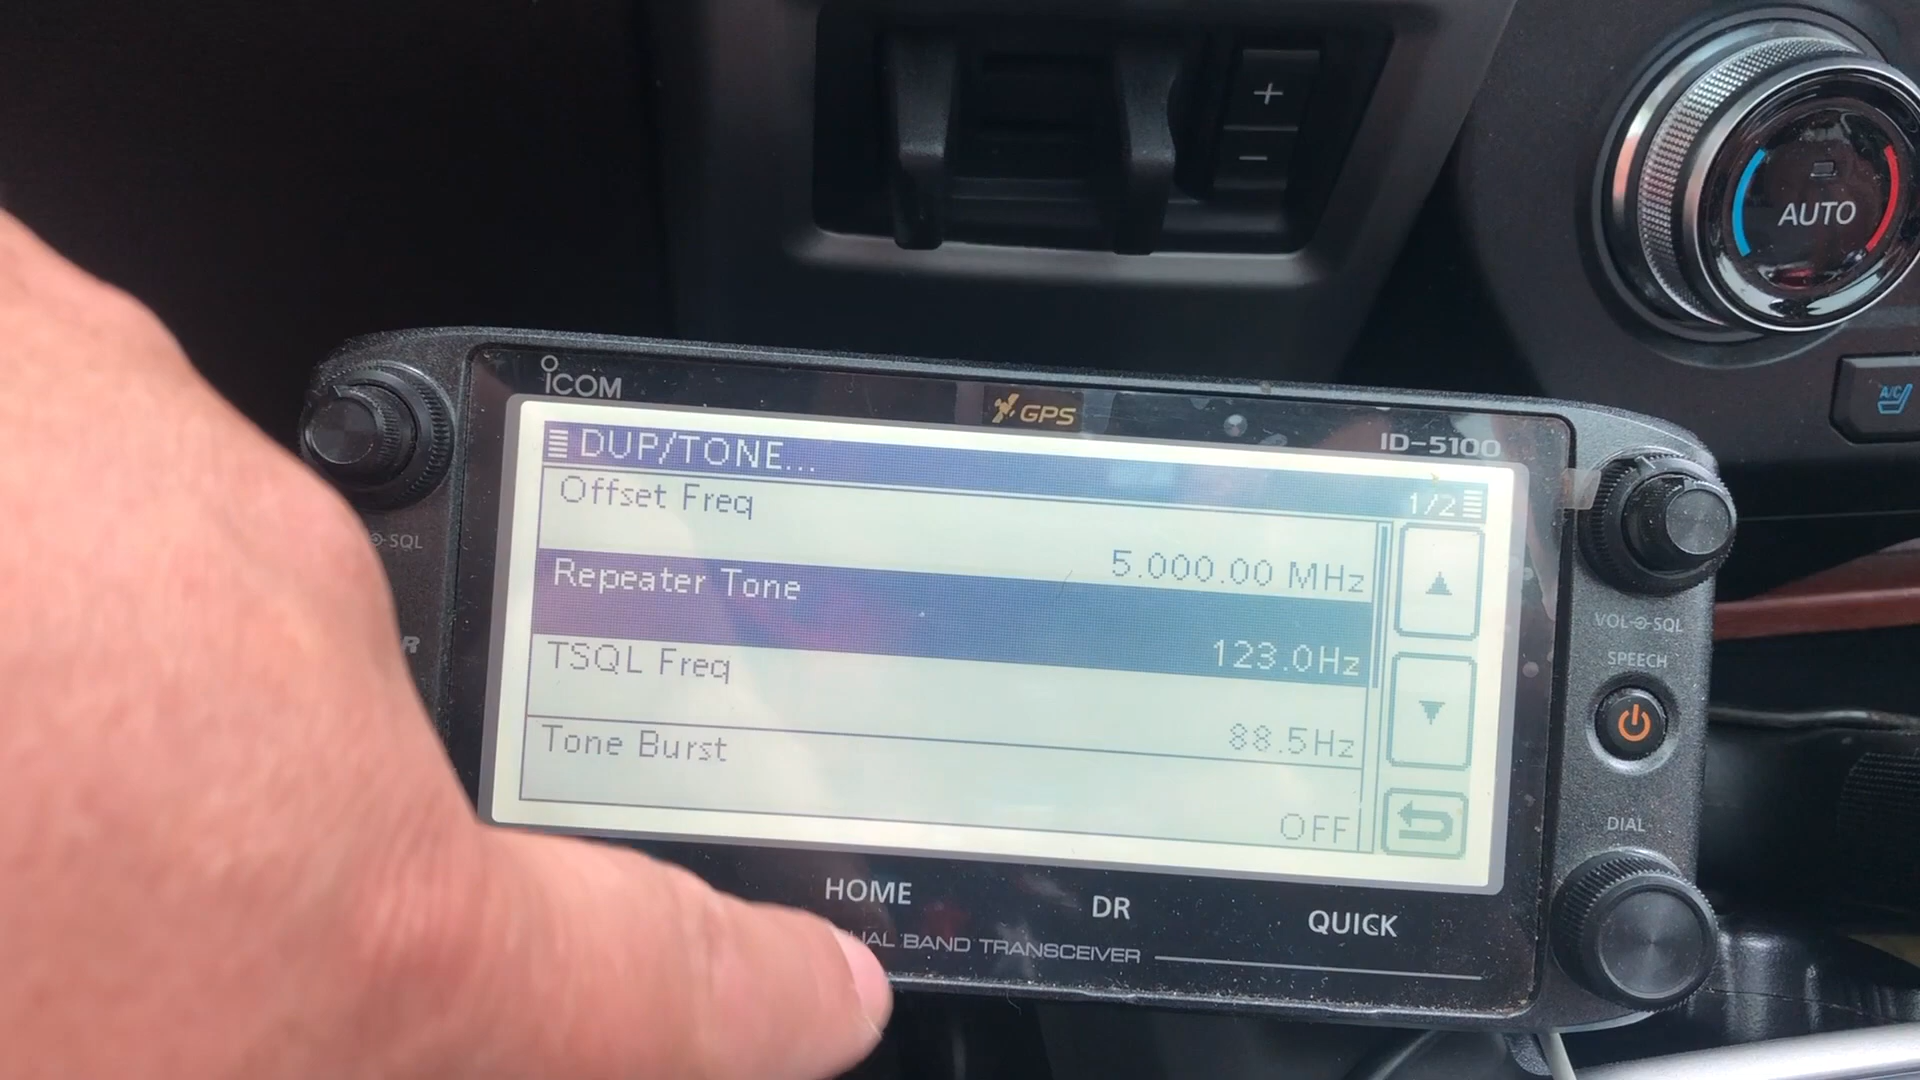 +
-
AUTO
A/C
ICOM
GPS
ID-5100
DUP/TONE...
1/2
Offset Freq
5.000.00 MHz
Repeater Tone
123.0Hz
TSQL Freq
88.5Hz
Tone Burst
OFF
SQL
R
VOL SQL
SPEECH
DIAL
HOME
DR
QUICK
UAL BAND TRANSCEIVER